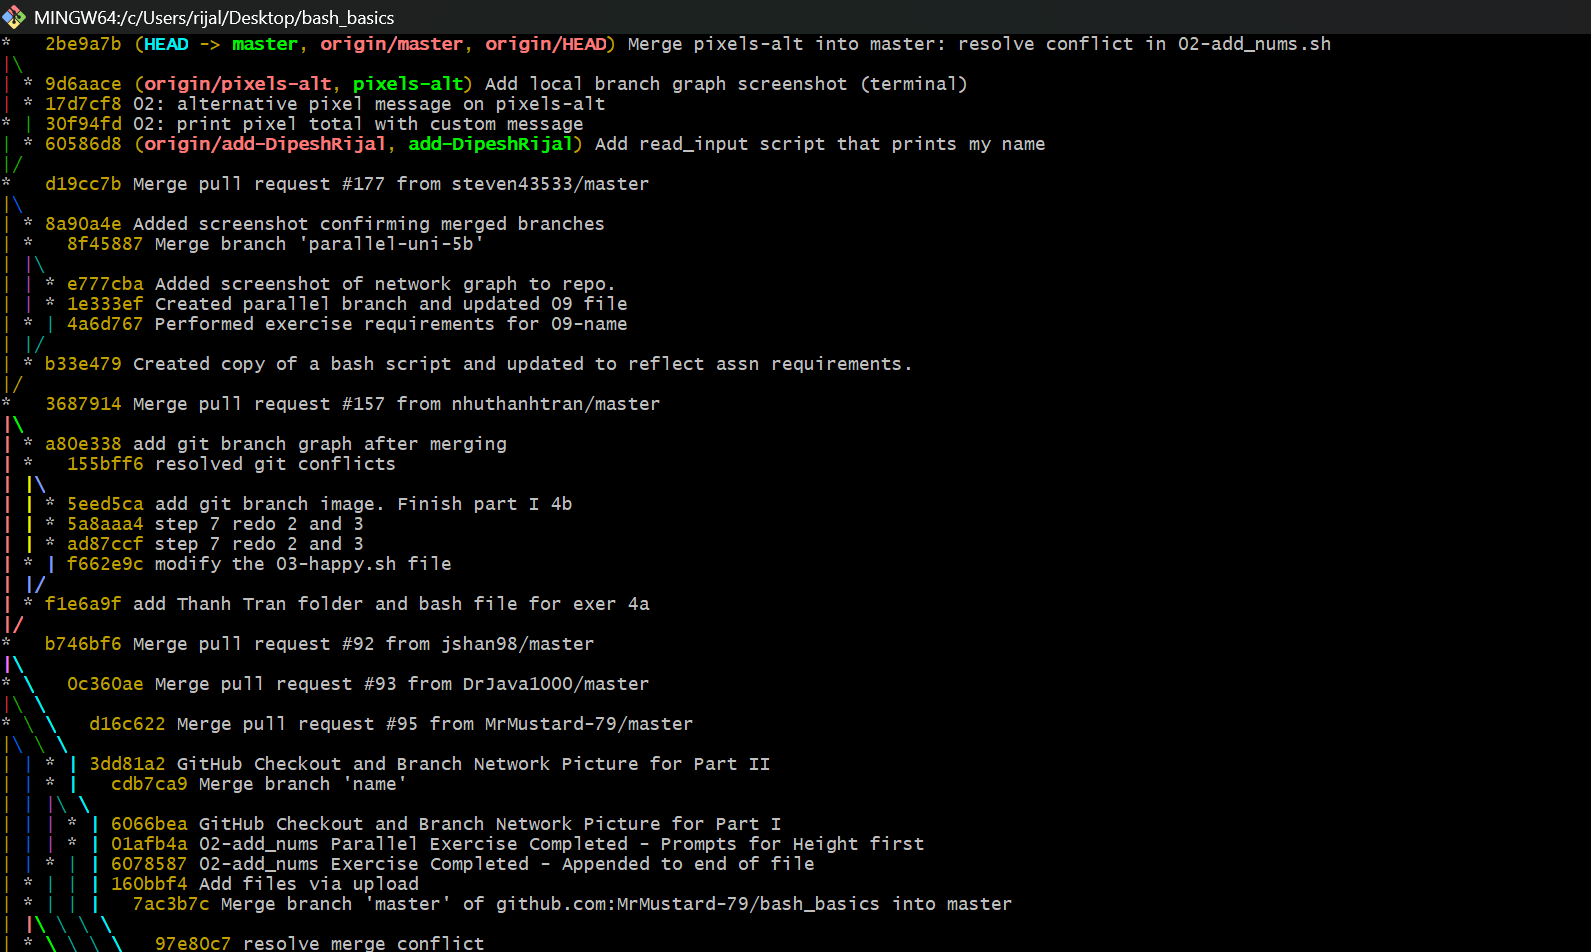 MINGW64:/c/Users/rijal/Desktop/bash_basics
*   2be9a7b (HEAD -> master, origin/master, origin/HEAD) Merge pixels-alt into master: resolve conflict in 02-add_nums.sh
|\
| * 9d6aace (origin/pixels-alt, pixels-alt) Add local branch graph screenshot (terminal)
| * 17d7cf8 02: alternative pixel message on pixels-alt
* | 30f94fd 02: print pixel total with custom message
| * 60586d8 (origin/add-DipeshRijal, add-DipeshRijal) Add read_input script that prints my name
|/
*   d19cc7b Merge pull request #177 from steven43533/master
|\
| * 8a90a4e Added screenshot confirming merged branches
| *   8f45887 Merge branch 'parallel-uni-5b'
| |\
| | * e777cba Added screenshot of network graph to repo.
| | * 1e333ef Created parallel branch and updated 09 file
| * | 4a6d767 Performed exercise requirements for 09-name
| |/
| * b33e479 Created copy of a bash script and updated to reflect assn requirements.
|/
*   3687914 Merge pull request #157 from nhuthanhtran/master
|\
| * a80e338 add git branch graph after merging
| *   155bff6 resolved git conflicts
| |\
| | * 5eed5ca add git branch image. Finish part I 4b
| | * 5a8aaa4 step 7 redo 2 and 3
| | * ad87ccf step 7 redo 2 and 3
| * | f662e9c modify the 03-happy.sh file
| |/
| * f1e6a9f add Thanh Tran folder and bash file for exer 4a
|/
*   b746bf6 Merge pull request #92 from jshan98/master
|\
* \   0c360ae Merge pull request #93 from DrJava1000/master
|\ \
* \ \   d16c622 Merge pull request #95 from MrMustard-79/master
|\ \ \
| | * | 3dd81a2 GitHub Checkout and Branch Network Picture for Part II
| | * |   cdb7ca9 Merge branch 'name'
| | |\ \
| | | * | 6066bea GitHub Checkout and Branch Network Picture for Part I
| | | * | 01afb4a 02-add_nums Parallel Exercise Completed - Prompts for Height first
| | * | | 6078587 02-add_nums Exercise Completed - Appended to end of file
| * | | | 160bbf4 Add files via upload
| * | | |   7ac3b7c Merge branch 'master' of github.com:MrMustard-79/bash_basics into master
| |\ \ \ \
| * \ \ \ \   97e80c7 resolve merge conflict